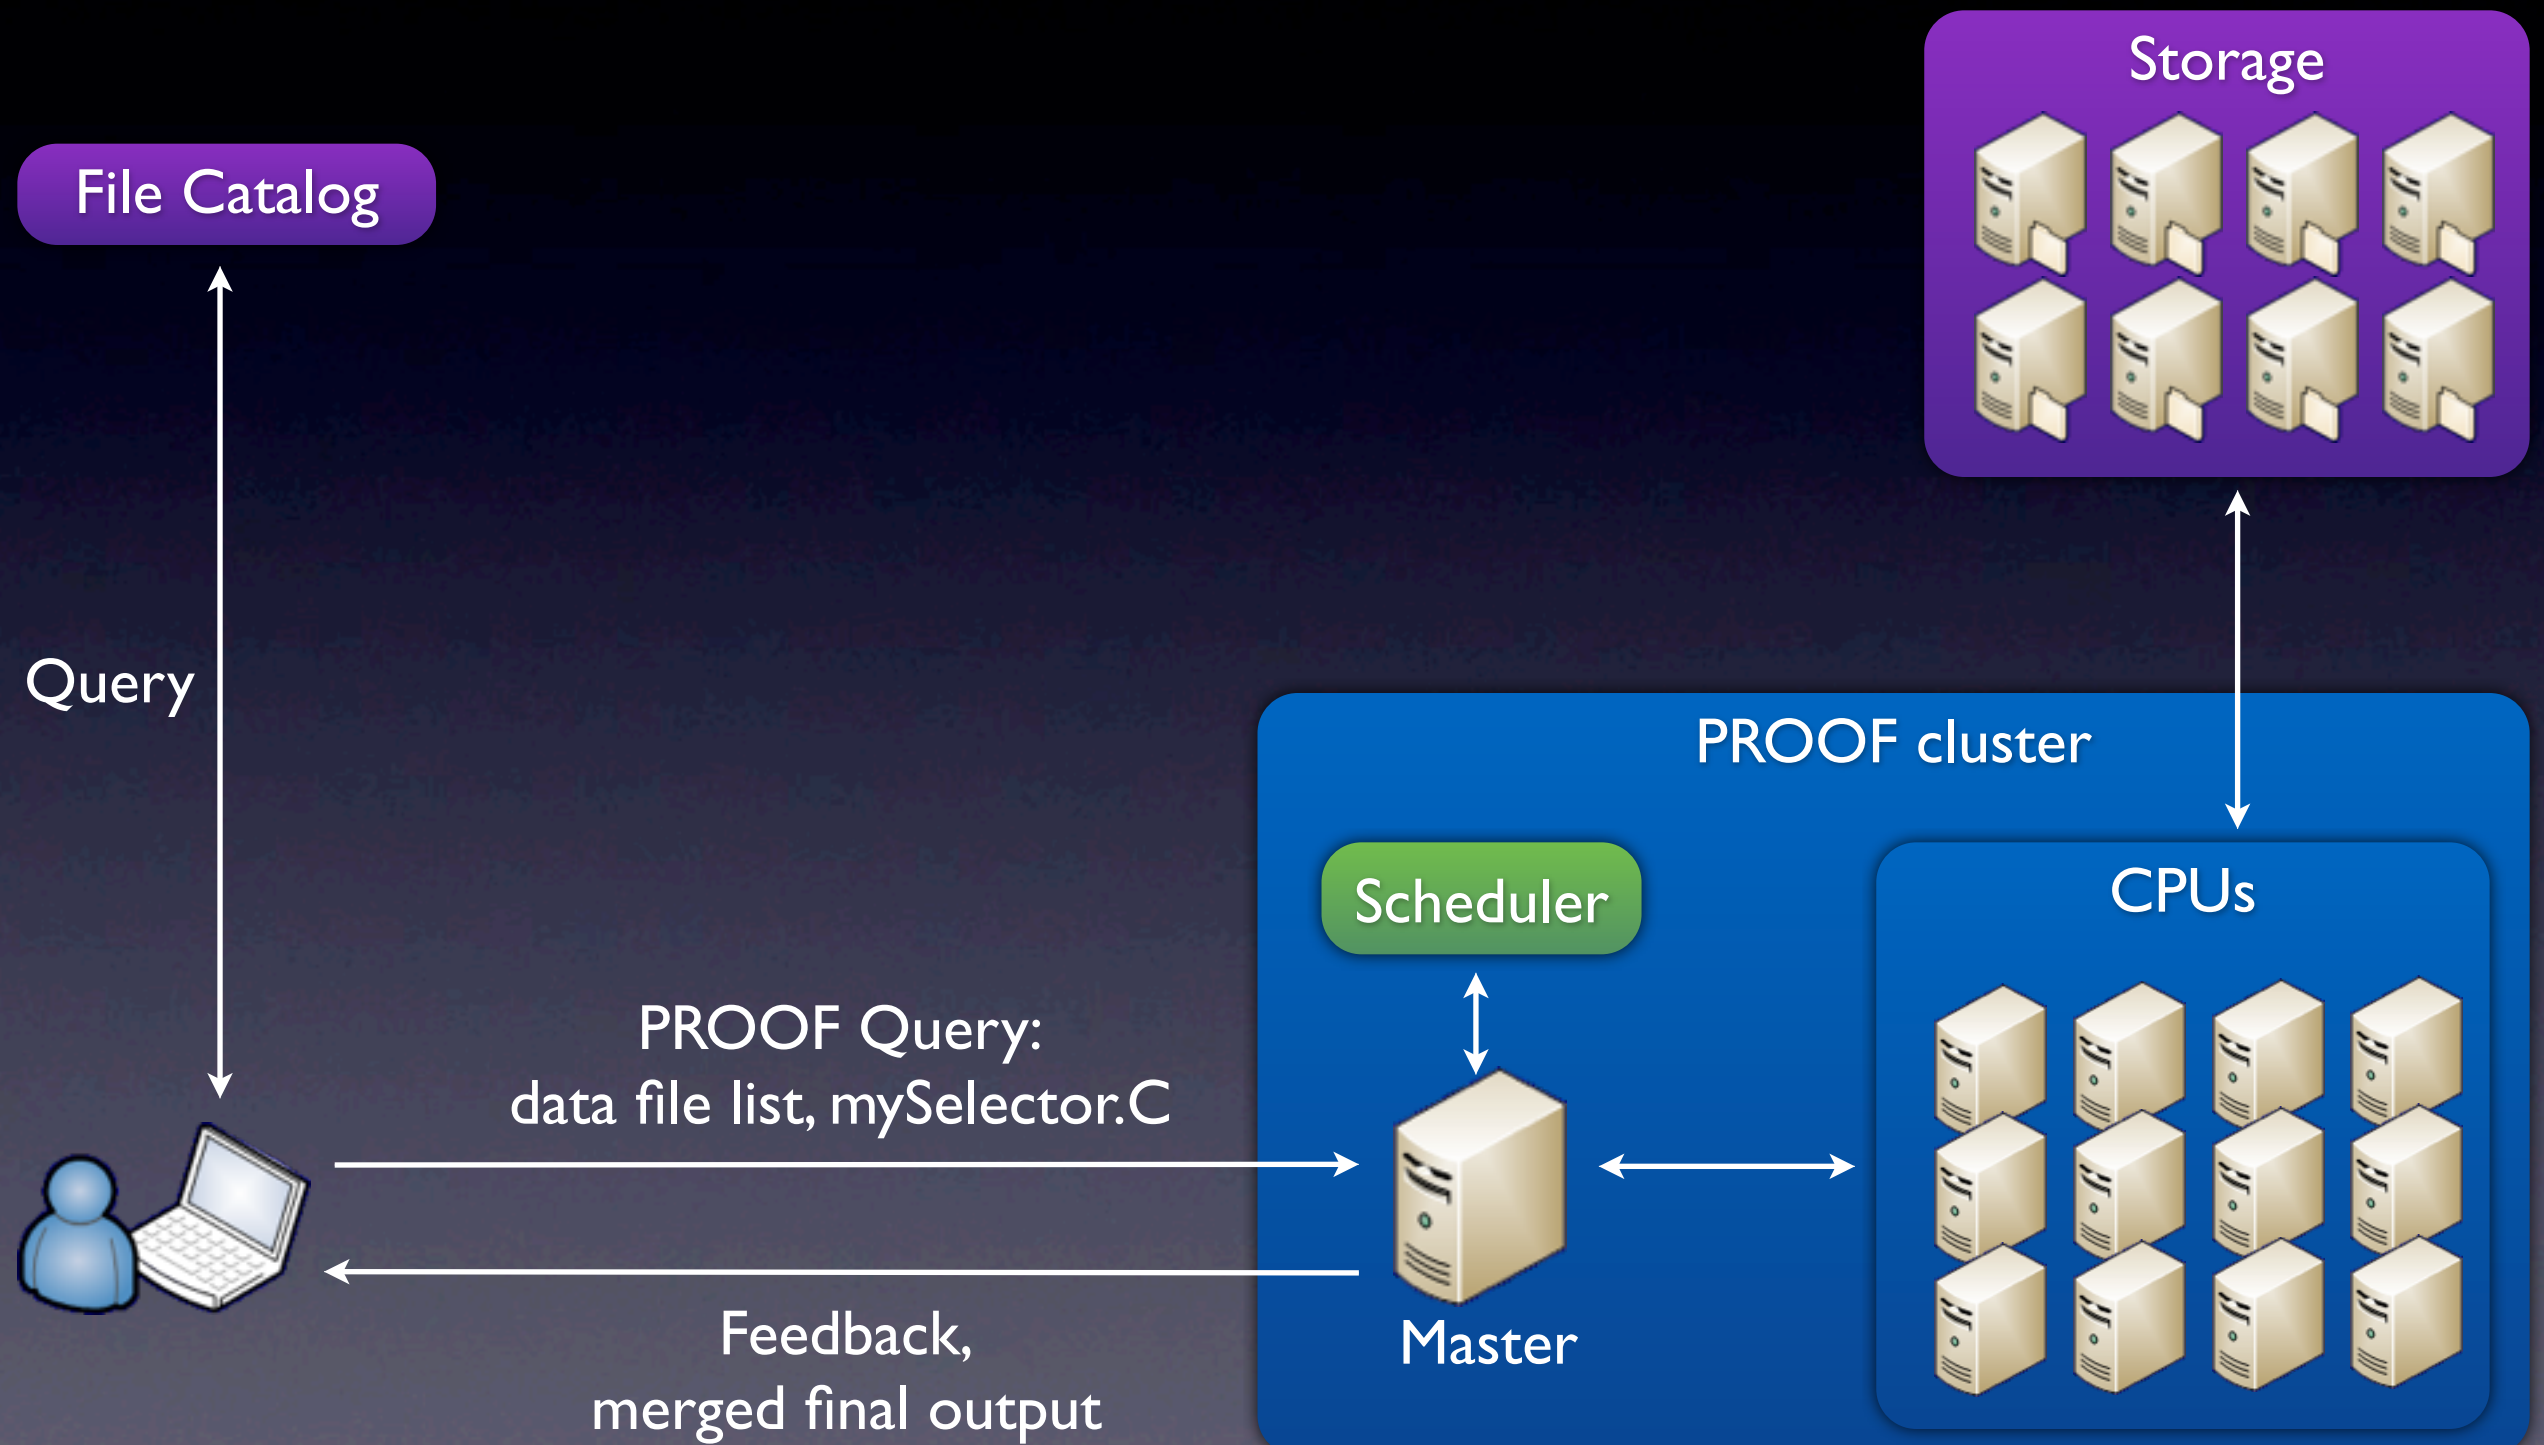 Storage
File Catalog
Query
PROOF cluster
Scheduler
CPUs
PROOF Query:
data file list, mySelector.C
Feedback,
merged final output
Master